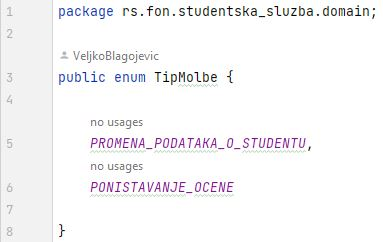 1 package rs.fon.studentska_sluzba.domain;
2
VeljkoBlagojevic
3 public enum TipMolbe {
4
no usages
5 PROMENA_PODATAKA_O_STUDENTU,
no usages
6 PONISTAVANJE_OCENE
7
8 }